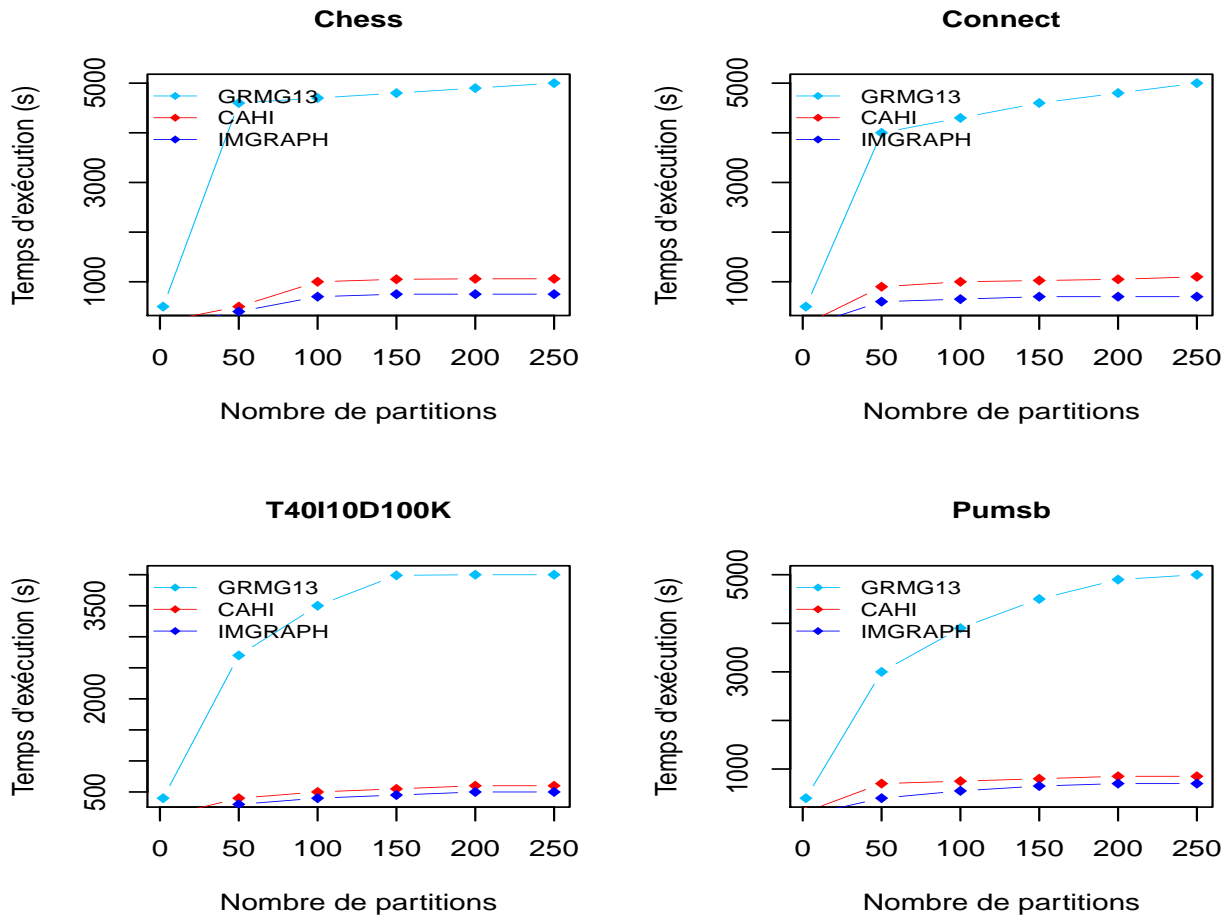 Chess
Temps d'exécution (s)
5000
3000
1000
GRMG13
CAHI
IMGRAPH
0 50 100 150 200 250
Nombre de partitions
Connect
Temps d'exécution (s)
5000
3000
1000
GRMG13
CAHI
IMGRAPH
0 50 100 150 200 250
Nombre de partitions
T40I10D100K
Temps d'exécution (s)
3500
2000
500
GRMG13
CAHI
IMGRAPH
0 50 100 150 200 250
Nombre de partitions
Pumsb
Temps d'exécution (s)
5000
3000
1000
GRMG13
CAHI
IMGRAPH
0 50 100 150 200 250
Nombre de partitions